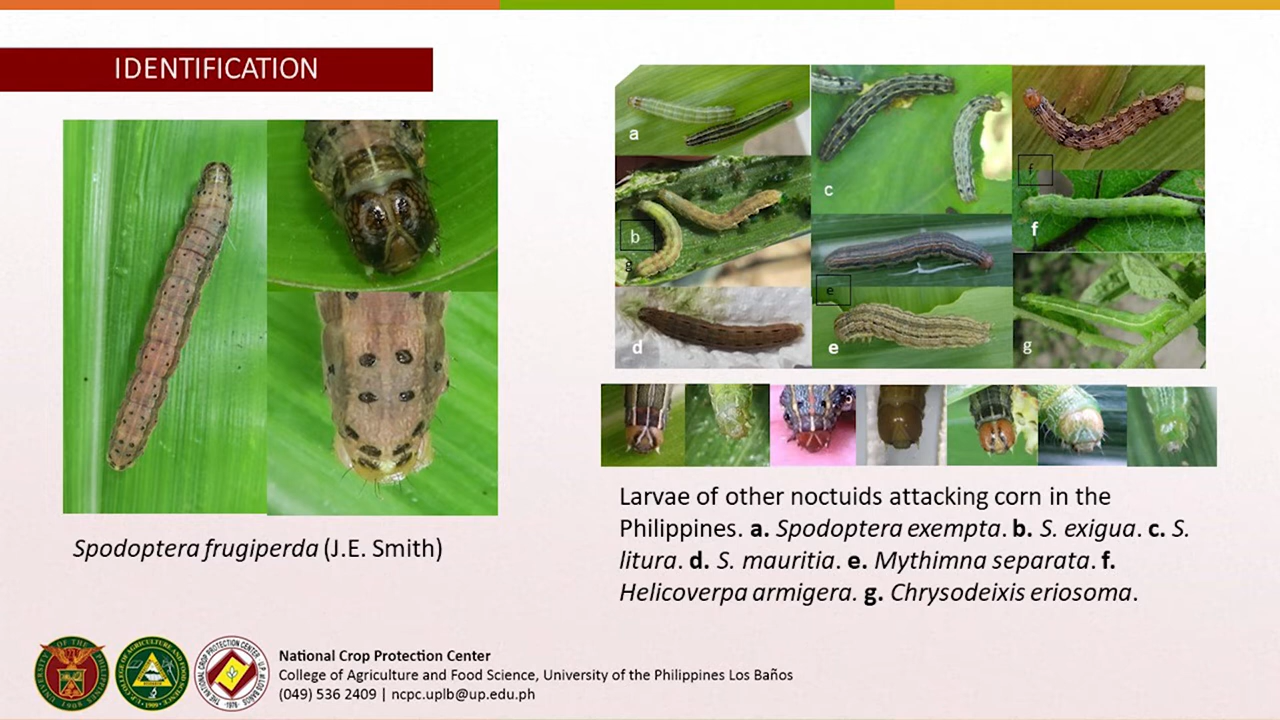 IDENTIFICATION
a
b
g
d
c
e
e
f
f
g
Spodoptera frugiperda (J.E. Smith)
Larvae of other noctuids attacking corn in the
Philippines. a. Spodoptera exempta. b. S. exigua. c. S.
litura. d. S. mauritia. e. Mythimna separata. f.
Helicoverpa armigera. g. Chrysodeixis eriosoma.
National Crop Protection Center
College of Agriculture and Food Science, University of the Philippines Los Baños
(049) 536 2409 | ncpc.uplb@up.edu.ph